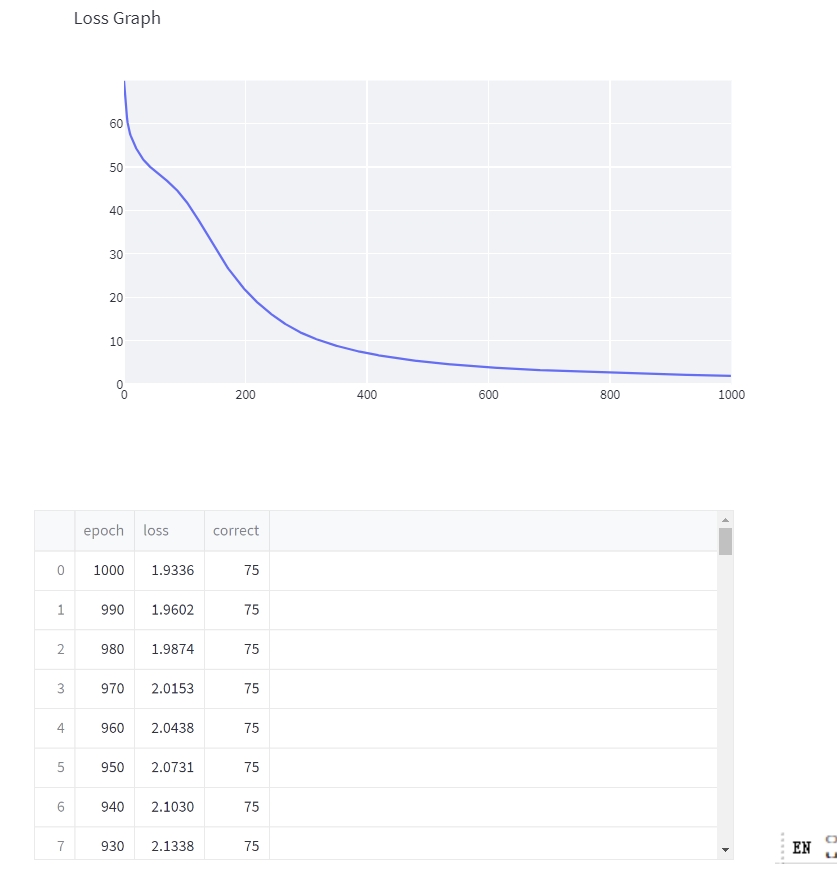 Loss Graph
60
50
40
30
20
10
0
0 200 400 600 800 1000
epoch loss correct
0 1000 1.9336 75
1 990 1.9602 75
2 980 1.9874 75
3 970 2.0153 75
4 960 2.0438 75
5 950 2.0731 75
6 940 2.1030 75
7 930 2.1338 75
EN